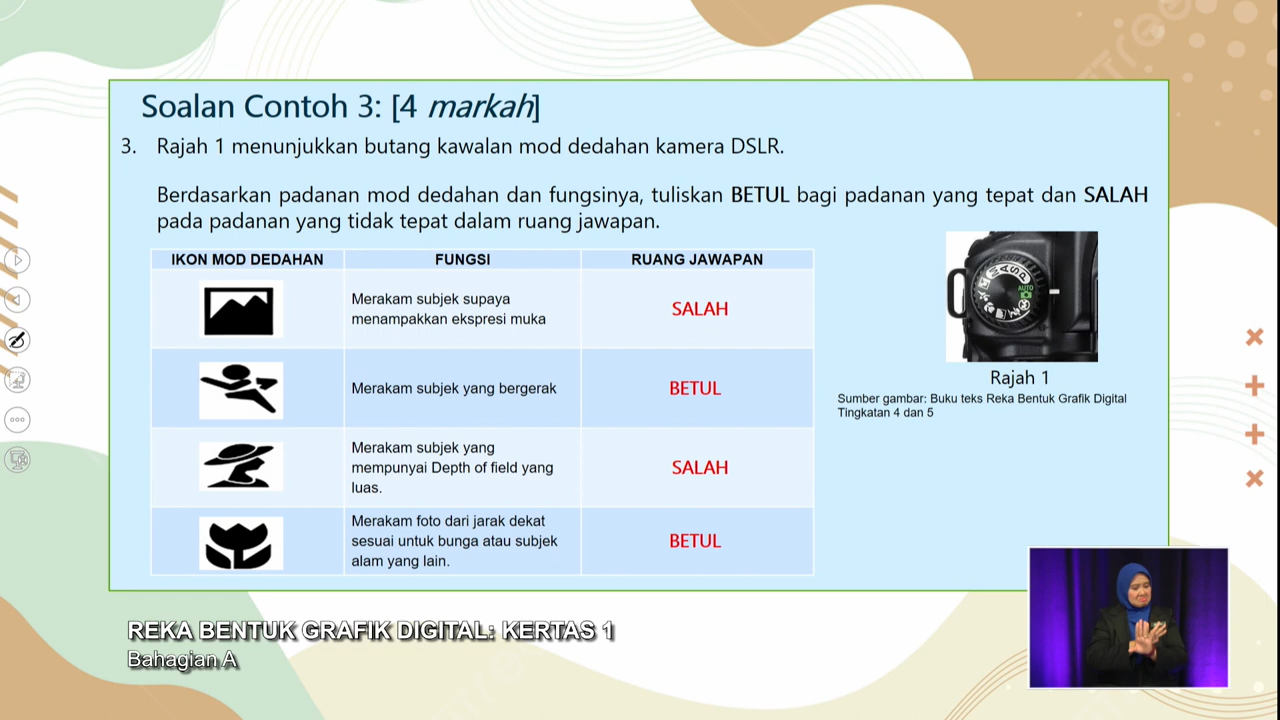 Soalan Contoh 3: [4 markah]
3. Rajah 1 menunjukkan butang kawalan mod dedahan kamera DSLR.
Berdasarkan padanan mod dedahan dan fungsinya, tuliskan BETUL bagi padanan yang tepat dan SALAH
pada padanan yang tidak tepat dalam ruang jawapan.
IKON MOD DEDAHAN FUNGSI RUANG JAWAPAN
Merakam subjek supaya
menampakkan ekspresi muka
SALAH
Merakam subjek yang bergerak
BETUL
Merakam subjek yang
mempunyai Depth of field yang
luas.
SALAH
Merakam foto dari jarak dekat
sesuai untuk bunga atau subjek
alam yang lain.
BETUL
M A S P
AUTO
Rajah 1
Sumber gambar: Buku teks Reka Bentuk Grafik Digital
Tingkatan 4 dan 5
REKA BENTUK GRAFIK DIGITAL: KERTAS 1
Bahagian A